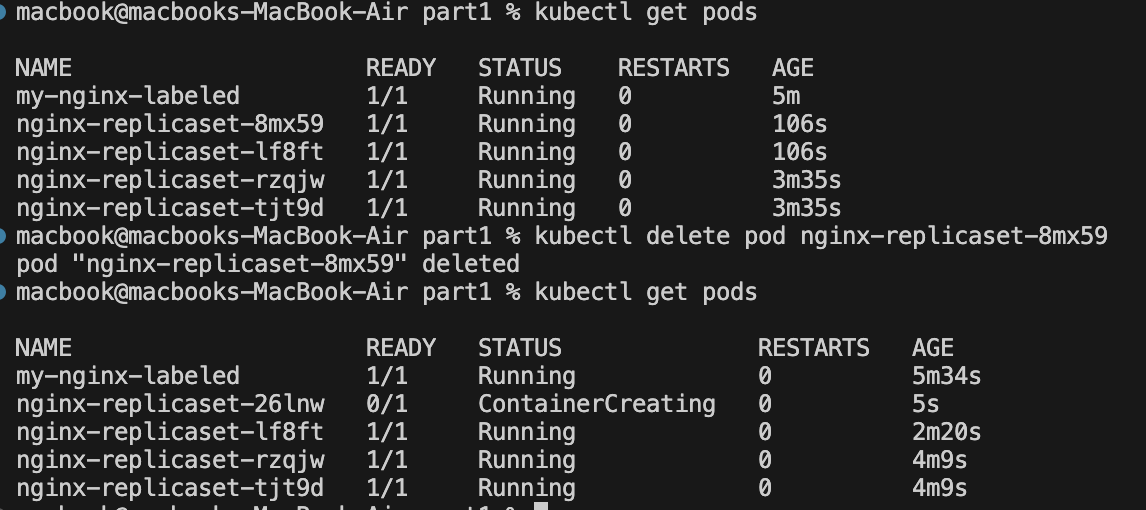 macbook@macbooks-MacBook-Air part1 % kubectl get pods
NAME                     READY   STATUS    RESTARTS   AGE
my-nginx-labeled         1/1     Running   0          5m
nginx-replicaset-8mx59   1/1     Running   0          106s
nginx-replicaset-lf8ft   1/1     Running   0          106s
nginx-replicaset-rzqjw   1/1     Running   0          3m35s
nginx-replicaset-tjt9d   1/1     Running   0          3m35s
macbook@macbooks-MacBook-Air part1 % kubectl delete pod nginx-replicaset-8mx59
pod "nginx-replicaset-8mx59" deleted
macbook@macbooks-MacBook-Air part1 % kubectl get pods
NAME                     READY   STATUS              RESTARTS   AGE
my-nginx-labeled         1/1     Running             0          5m34s
nginx-replicaset-26lnw   0/1     ContainerCreating   0          5s
nginx-replicaset-lf8ft   1/1     Running             0          2m20s
nginx-replicaset-rzqjw   1/1     Running             0          4m9s
nginx-replicaset-tjt9d   1/1     Running             0          4m9s
macbook@macbooks-MacBook-Air part1 %